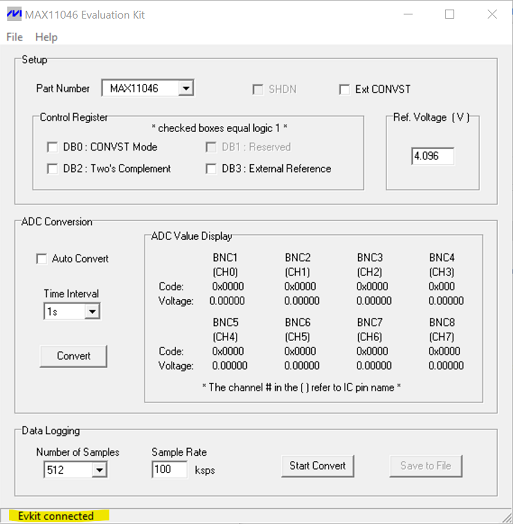 MAX11046 Evaluation Kit
File Help
Setup
Part Number MAX11046 SHDN Ext CONVST
Control Register
* checked boxes equal logic 1 *
DB0 : CONVST Mode DB1 : Reserved
DB2 : Two's Complement DB3 : External Reference
Ref. Voltage ( V )
4.096
ADC Conversion
Auto Convert
Time Interval
1s
Convert
ADC Value Display
BNC1 BNC2 BNC3 BNC4
(CH0) (CH1) (CH2) (CH3)
Code: 0x0000 0x0000 0x0000 0x000
Voltage: 0.00000 0.00000 0.00000 0.00000
BNC5 BNC6 BNC7 BNC8
(CH4) (CH5) (CH6) (CH7)
Code: 0x0000 0x0000 0x0000 0x0000
Voltage: 0.00000 0.00000 0.00000 0.00000
* The channel # in the ( ) refer to IC pin name *
Data Logging
Number of Samples Sample Rate
512 100 ksps Start Convert Save to File
Evkit connected